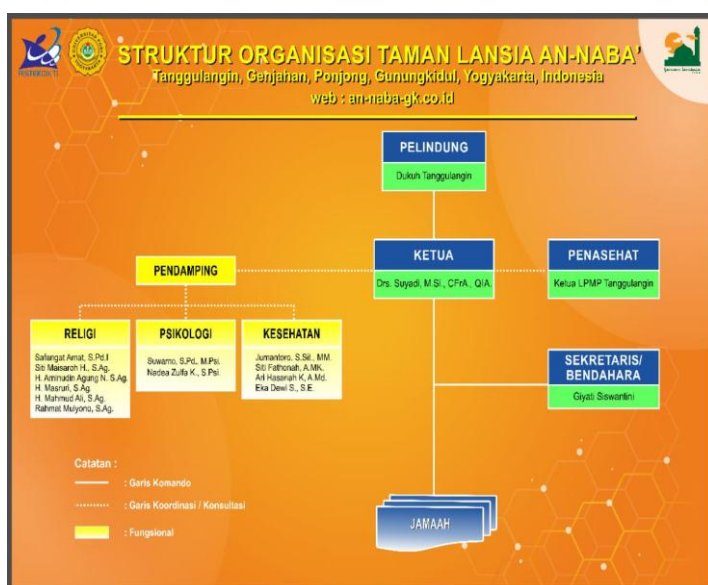 STRUKTUR ORGANISASI TAMAN LANSIA AN-NABA'
Tanggulangin, Genjahan, Ponjong, Gunungkidul, Yogyakarta, Indonesia
web : an-naba-gk.co.id
PELINDUNG
Dukuh Tanggulangin
KETUA
Drs. Suyadi, M.Si., CFrA., QIA.
PENASEHAT
Ketua LPMP Tanggulangin
PENDAMPING
RELIGI
Safangat Amat, S.Pd.I
Siti Maisaroh H., S.Ag.
H. Aminudin Agung N. S.Ag.
H. Masruri, S.Ag.
H. Mahmud Ali, S.Ag.
Rahmat Mulyono, S.Ag.
PSIKOLOGI
Suwarno, S.Pd., M.Psi.
Nadea Zulfa K., S.Psi.
KESEHATAN
Jumantoro. S.Sil., MM.
Siti Fathonah, A.MK.
Ari Hasanah K, A.Md.
Eka Dewi S., S.E.
SEKRETARIS/
BENDAHARA
Giyati Siswantini
JAMAAH
Catatan :
: Garis Komando
: Garis Koordinasi / Konsultasi
: Fungsional